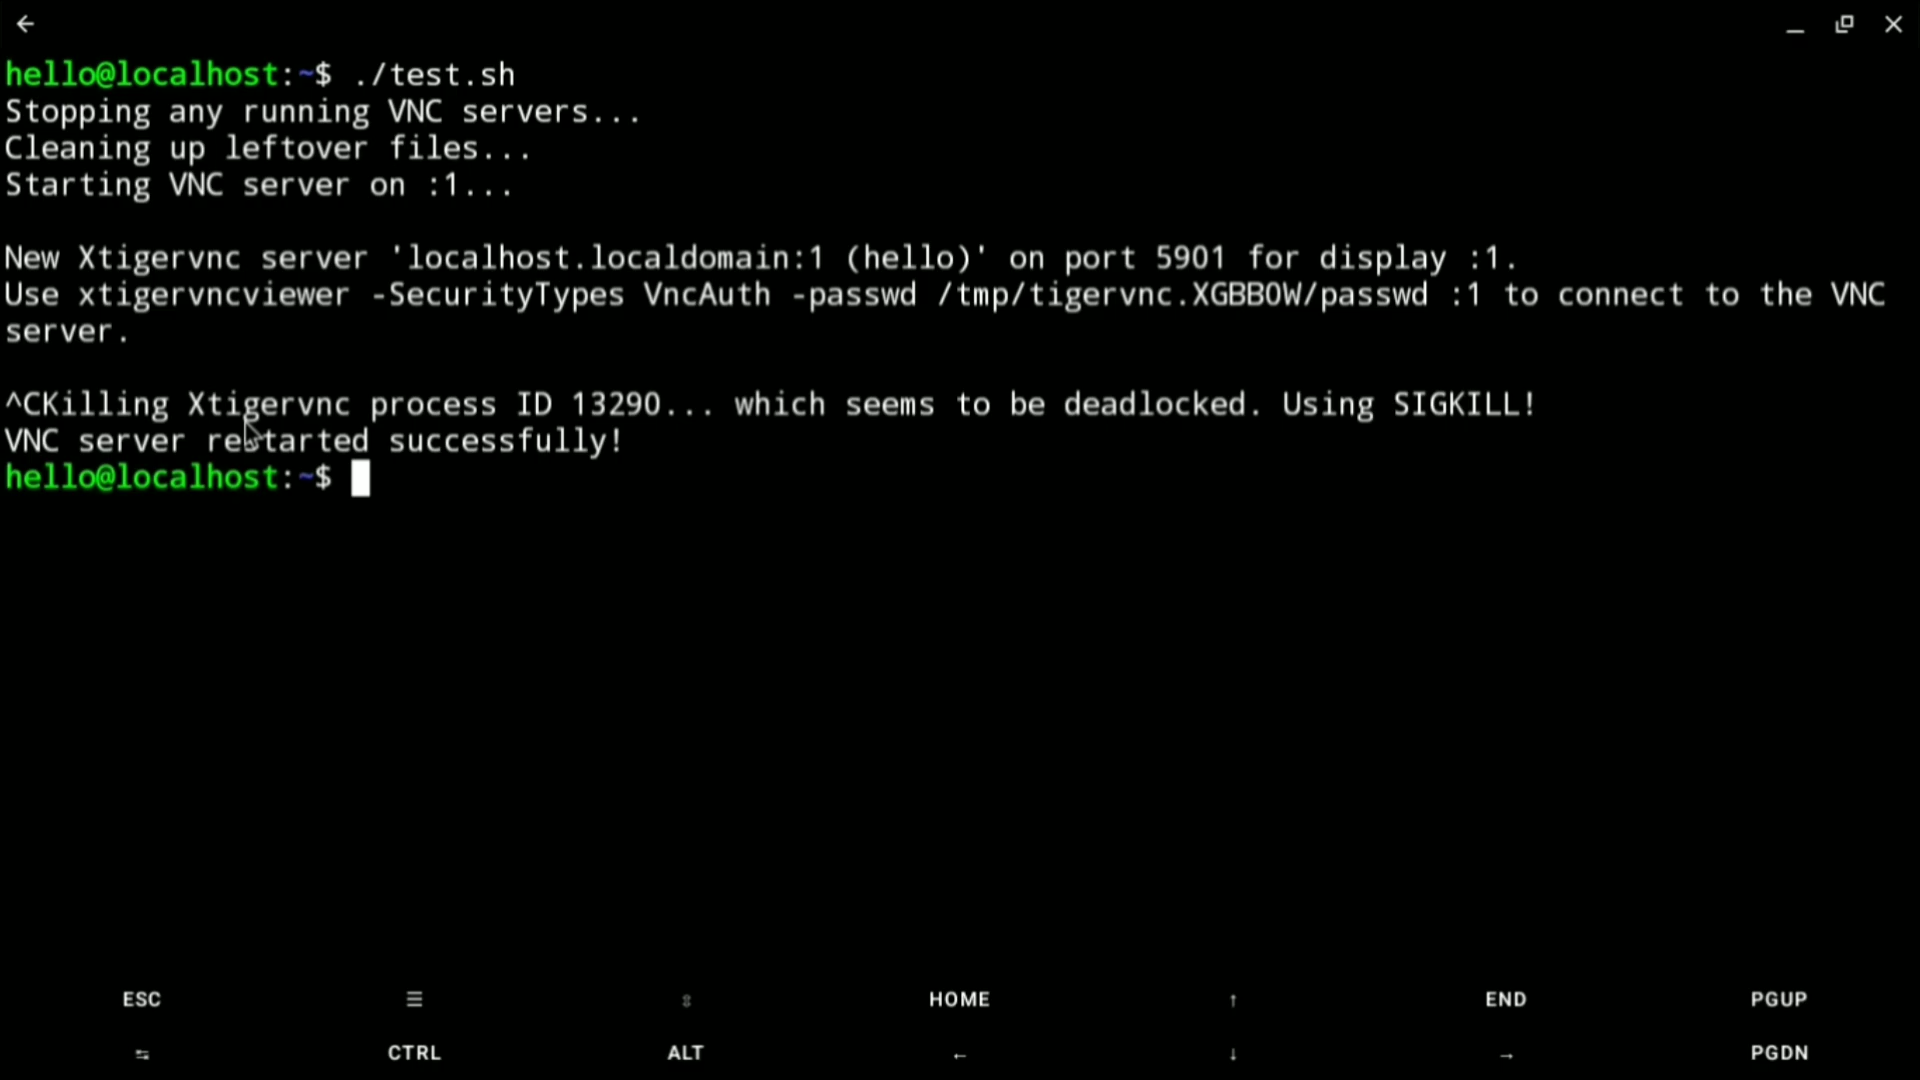 hello@localhost:~$ ./test.sh
Stopping any running VNC servers...
Cleaning up leftover files...
Starting VNC server on :1...
New Xtigervnc server 'localhost.localdomain:1 (hello)' on port 5901 for display :1.
Use xtigervncviewer -SecurityTypes VncAuth -passwd /tmp/tigervnc.XGBB0W/passwd :1 to connect to the VNC
server.
^CKilling Xtigervnc process ID 13290... which seems to be deadlocked. Using SIGKILL!
VNC server restarted successfully!
hello@localhost:~$
ESC ☰ ⇳ HOME ↑ END PGUP
⇆ CTRL ALT ← ↓ → PGDN